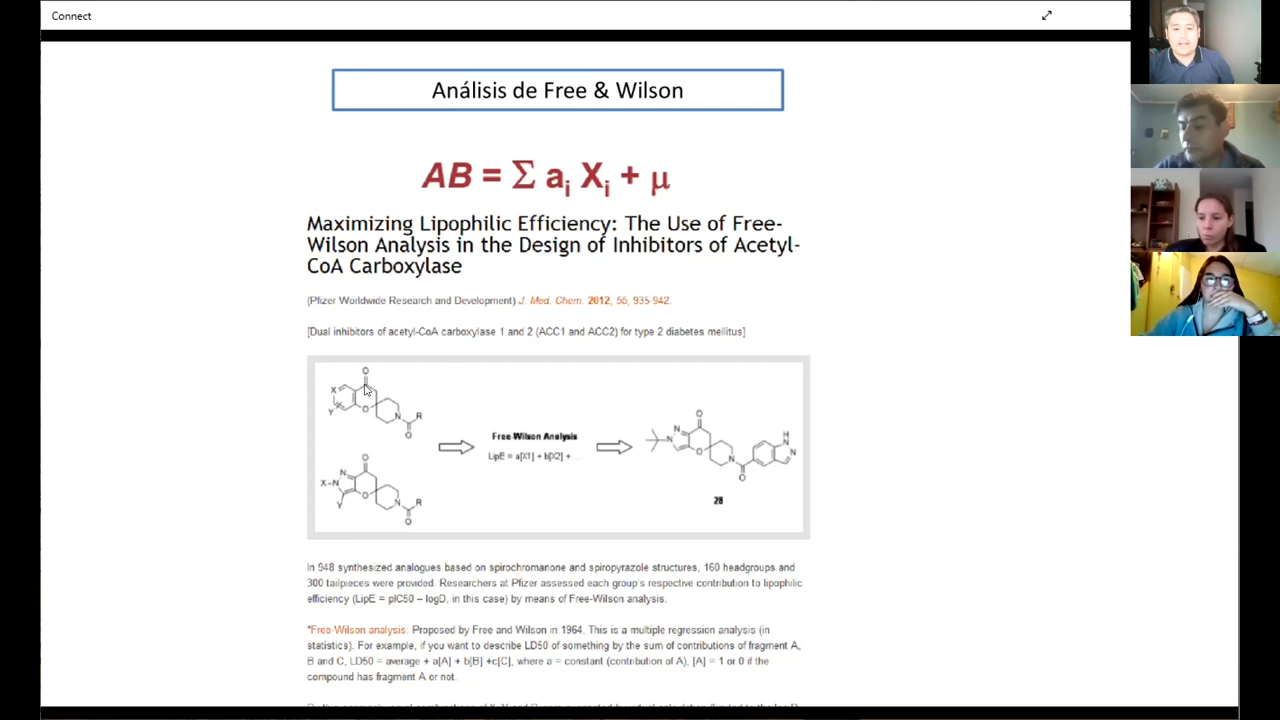 Connect
Análisis de Free & Wilson
AB = Σ ai Xi + μ
Maximizing Lipophilic Efficiency: The Use of Free-
Wilson Analysis in the Design of Inhibitors of Acetyl-
CoA Carboxylase
(Pfizer Worldwide Research and Development) J. Med. Chem. 2012, 55, 935-942.
[Dual inhibitors of acetyl-CoA carboxylase 1 and 2 (ACC1 and ACC2) for type 2 diabetes mellitus]
O
X
Y
O
N
R
O
O
N
X-N
Y
O
N
R
O
Free-Wilson Analysis
LipE = a[X1] + b[X2] + ...
O
N
N
O
N
O
H
N
N
28
In 948 synthesized analogues based on spirochromanone and spiropyrazole structures, 160 headgroups and
300 tailpieces were provided. Researchers at Pfizer assessed each group's respective contribution to lipophilic
efficiency (LipE = pIC50 – logD, in this case) by means of Free-Wilson analysis.
*Free-Wilson analysis: Proposed by Free and Wilson in 1964. This is a multiple regression analysis (in
statistics). For example, if you want to describe LD50 of something by the sum of contributions of fragment A,
B and C, LD50 = average + a[A] + b[B] +c[C], where a = constant (contribution of A), [A] = 1 or 0 if the
compound has fragment A or not.